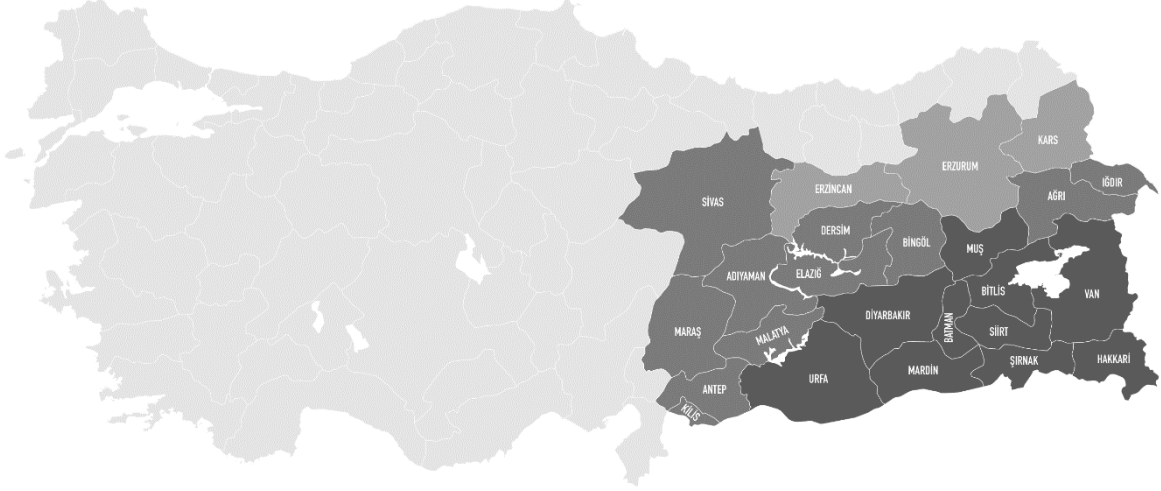 KARS
ERZURUM
IĞDIR
ERZİNCAN
AĞRI
SİVAS
DERSİM
BİNGÖL
MUŞ
ADIYAMAN
ELAZIĞ
BİTLİS
VAN
DİYARBAKIR
BATMAN
SİİRT
MARAŞ
MALATYA
ŞIRNAK
HAKKARİ
MARDİN
URFA
ANTEP
KİLİS